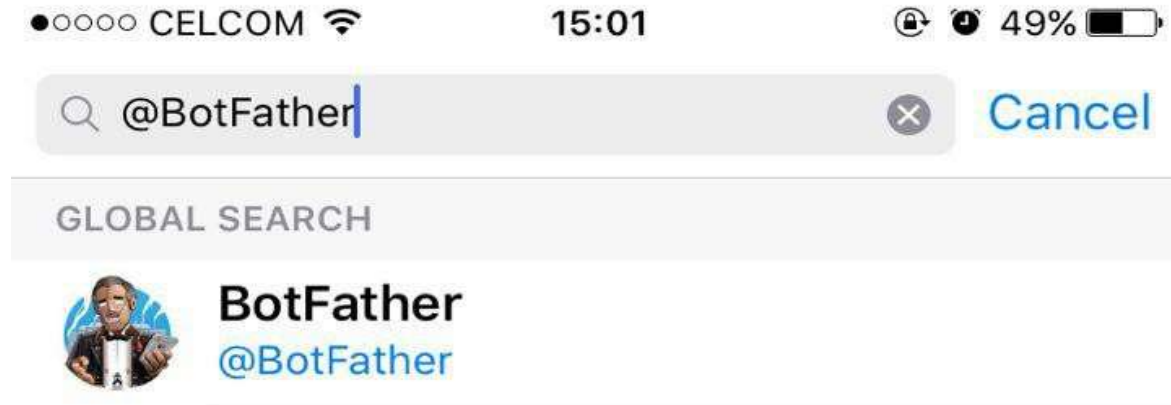 CELCOM 15:01 49%
@BotFather Cancel
GLOBAL SEARCH
BotFather
@BotFather